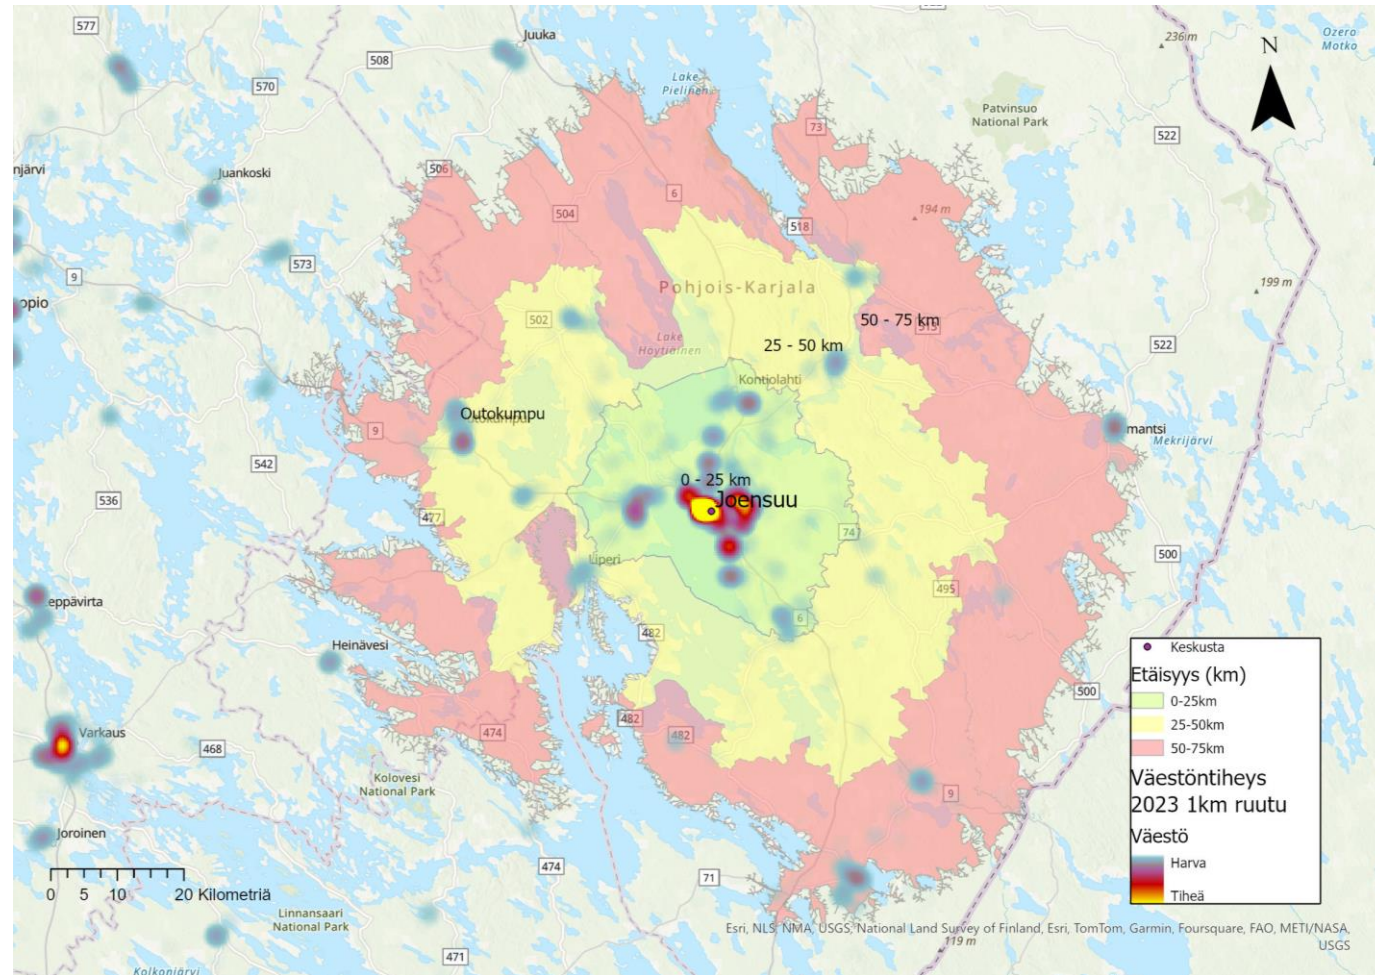 577
Juuka
508
570
Lake
Pielinen
236 m
Ozero
Motko
N
Patvinsuo
National Park
522
73
njärvi
Juankoski
506
6
504
194 m
518
573
9
199 m
opio
Pohjois-Karjala
502
50 - 75 km
513
Lake
Höytiäinen
25 - 50 km
522
Kontiolahti
Outokumpu
9
mantsi
Mekrijärvi
542
0 - 25 km
Joensuu
536
477
74
500
Liperi
eppävirta
495
6
482
Heinävesi
500
482
474
482
Varkaus
468
Kolovesi
National Park
9
Joroinen
474
71
0 5 10 20 Kilometriä
Linnansaari
National Park
471
Kolkonjärvi
119 m
Keskusta
Etäisyys (km)
0-25km
25-50km
50-75km
Väestöntiheys
2023 1km ruutu
Väestö
Harva
Tiheä
Esri, NLS, NMA, USGS, National Land Survey of Finland, Esri, TomTom, Garmin, Foursquare, FAO, METI/NASA,
USGS